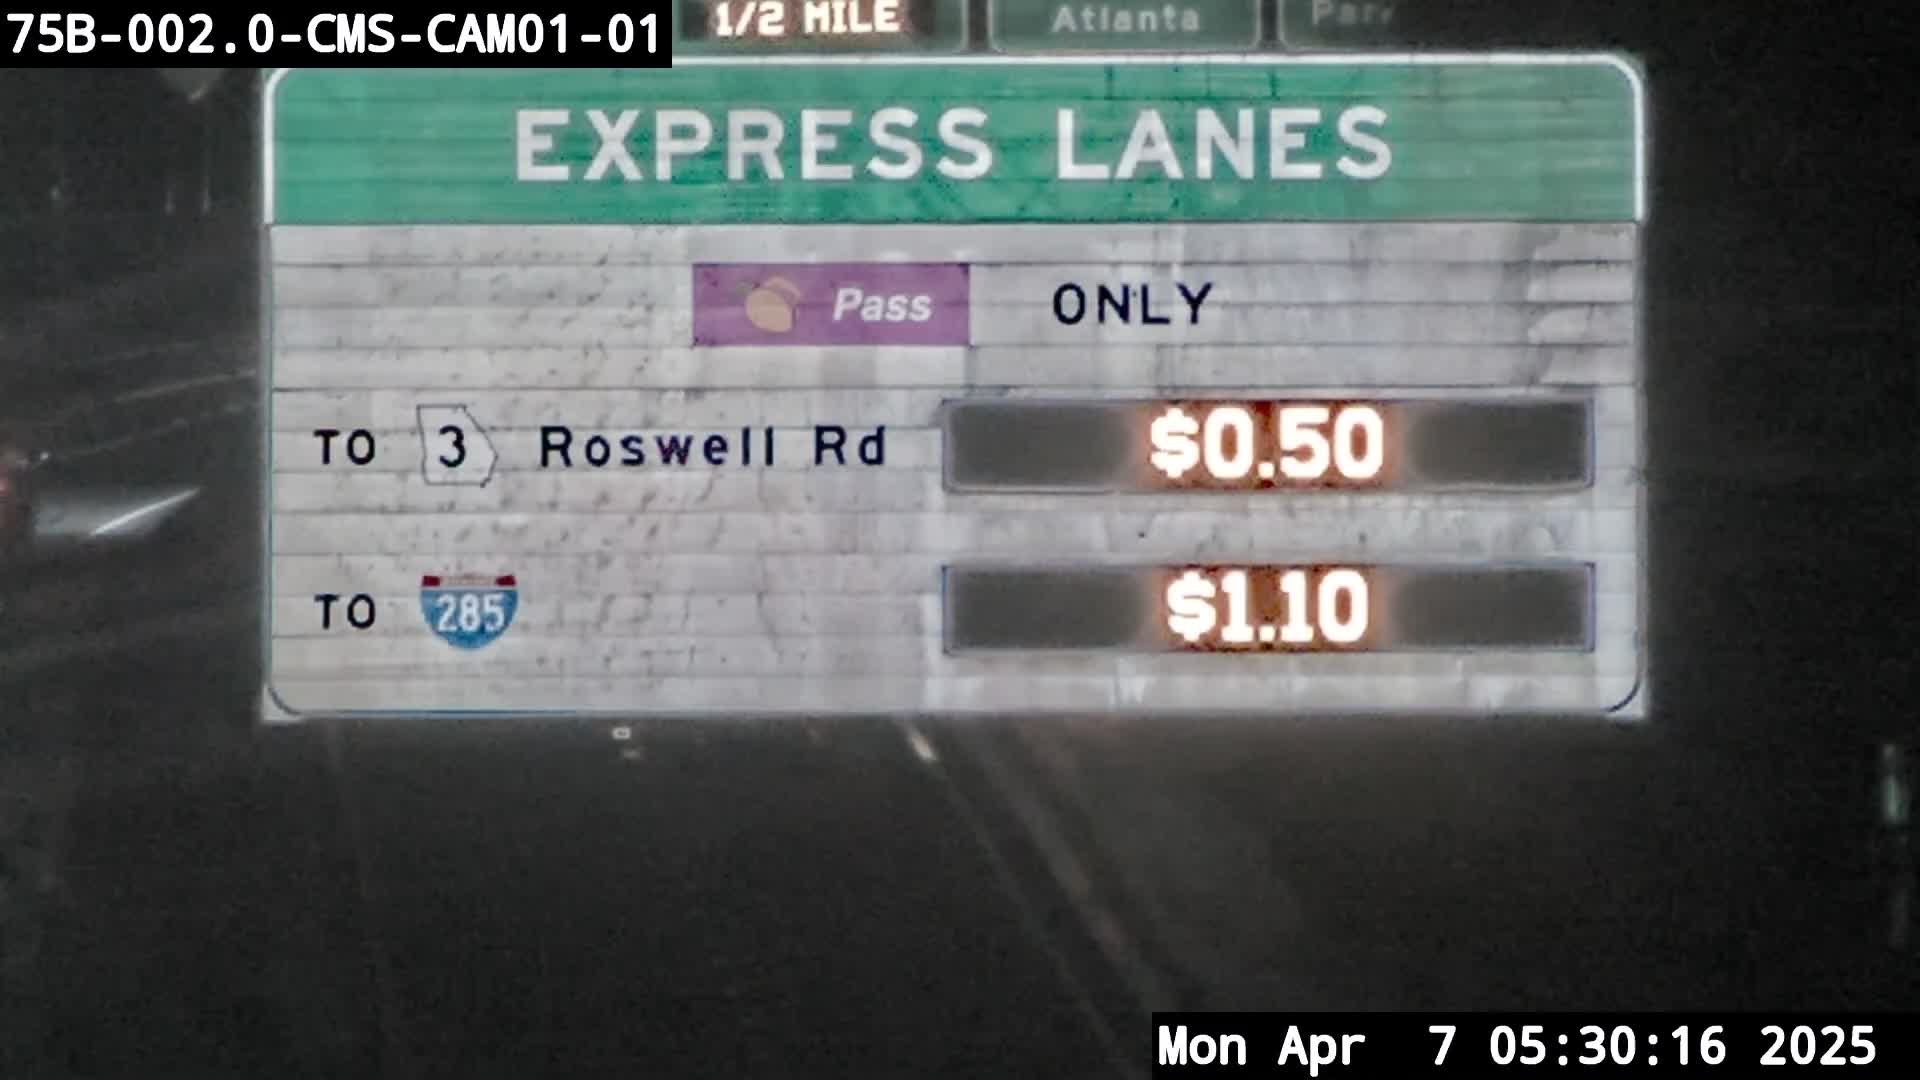 75B-002.0-CMS-CAM01-01
1/2 MILE
Atlanta
EXPRESS LANES
Pass ONLY
TO 3 Roswell Rd $0.50
TO 285 $1.10
Mon Apr 7 05:30:16 2025